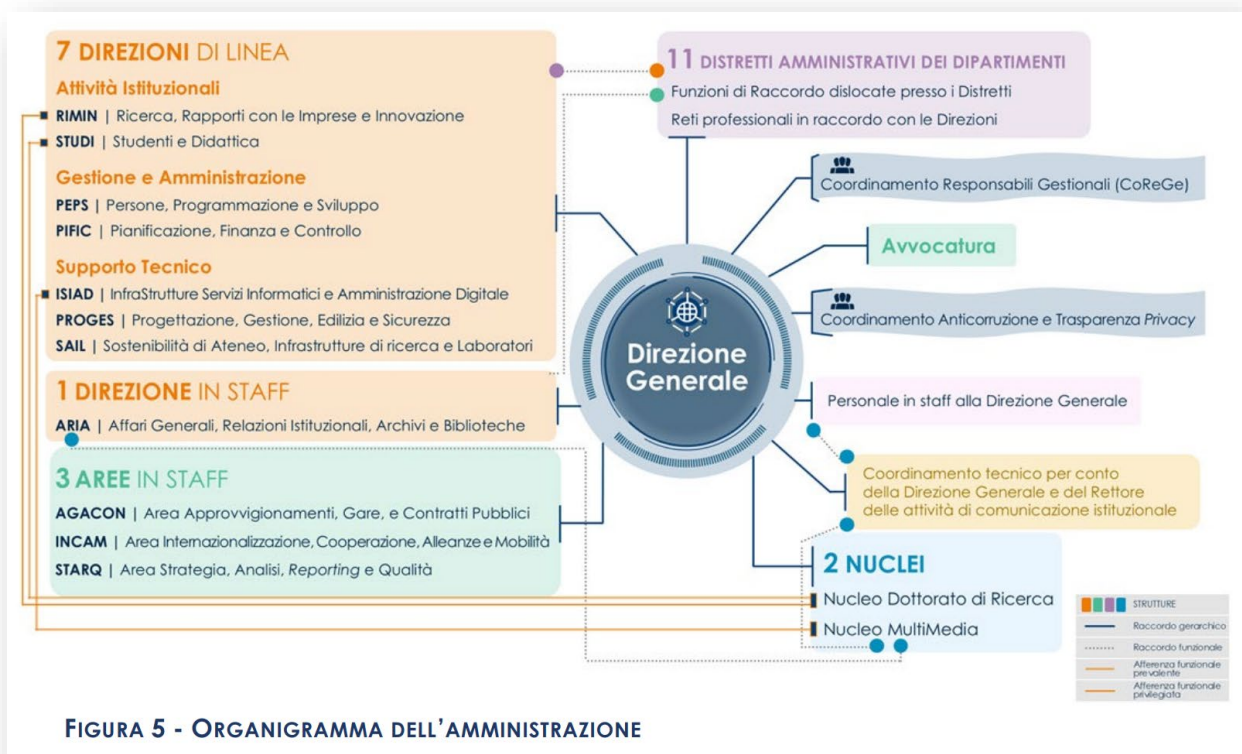 7 DIREZIONI DI LINEA
Attività Istituzionali
RIMIN | Ricerca, Rapporti con le Imprese e Innovazione
STUDI | Studenti e Didattica
Gestione e Amministrazione
PEPS | Persone, Programmazione e Sviluppo
PIFIC | Pianificazione, Finanza e Controllo
Supporto Tecnico
ISIAD | InfraStrutture Servizi Informatici e Amministrazione Digitale
PROGES | Progettazione, Gestione, Edilizia e Sicurezza
SAIL | Sostenibilità di Ateneo, Infrastrutture di ricerca e Laboratori
1 DIREZIONE IN STAFF
ARIA | Affari Generali, Relazioni Istituzionali, Archivi e Biblioteche
3 AREE IN STAFF
AGACON | Area Approvvigionamenti, Gare, e Contratti Pubblici
INCAM | Area Internazionalizzazione, Cooperazione, Alleanze e Mobilità
STARQ | Area Strategia, Analisi, Reporting e Qualità
Direzione
Generale
11 DISTRETTI AMMINISTRATIVI DEI DIPARTIMENTI
Funzioni di Raccordo dislocate presso i Distretti
Reti professionali in raccordo con le Direzioni
Coordinamento Responsabili Gestionali (CoReGe)
Avvocatura
Coordinamento Anticorruzione e Trasparenza Privacy
Personale in staff alla Direzione Generale
Coordinamento tecnico per conto
della Direzione Generale e del Rettore
delle attività di comunicazione istituzionale
2 NUCLEI
Nucleo Dottorato di Ricerca
Nucleo MultiMedia
STRUTTURE
Raccordo gerarchico
Raccordo funzionale
Afferenza funzionale
prevalente
Afferenza funzionale
privilegiata
FIGURA 5 - ORGANIGRAMMA DELL'AMMINISTRAZIONE